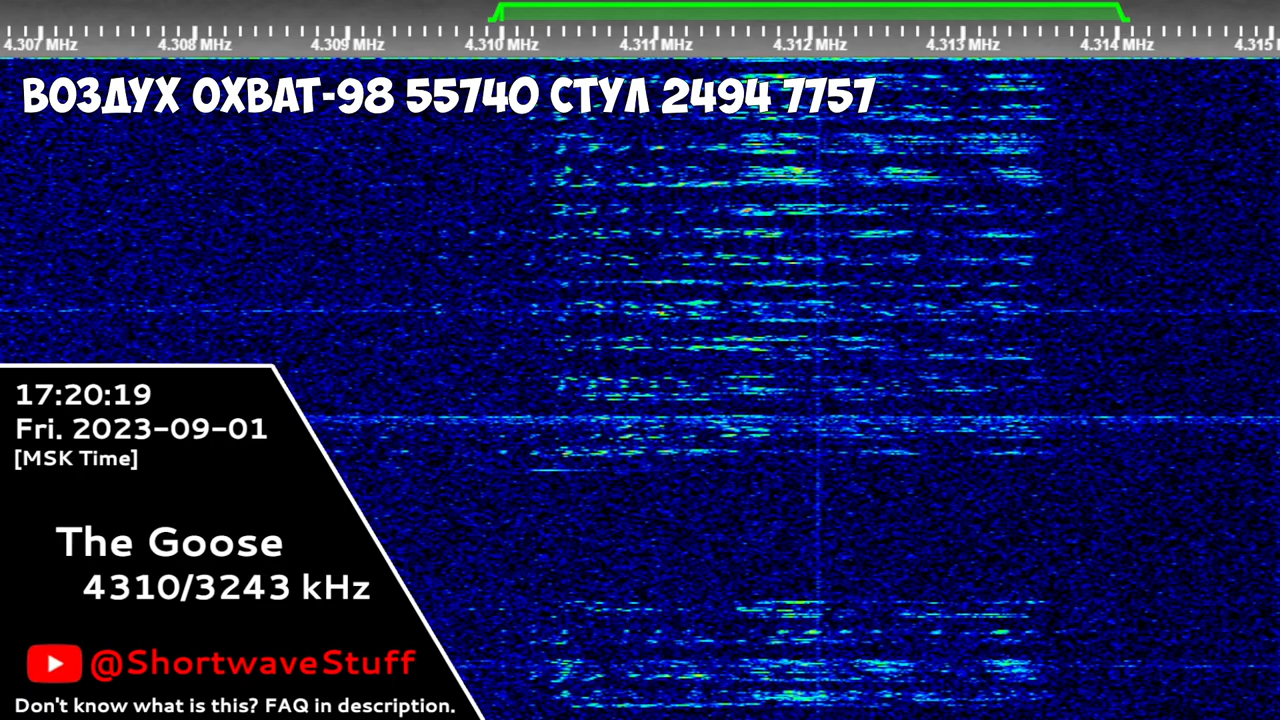 4.307 MHz 4.308 MHz 4.309 MHz 4.310 MHz 4.311 MHz 4.312 MHz 4.313 MHz 4.314 MHz 4.315
ВОЗДУХ ОХВАТ-98 55740 СТУЛ 2494 7757
17:20:19
Fri. 2023-09-01
[MSK Time]
The Goose
4310/3243 kHz
@ShortwaveStuff
Don't know what is this? FAQ in description.